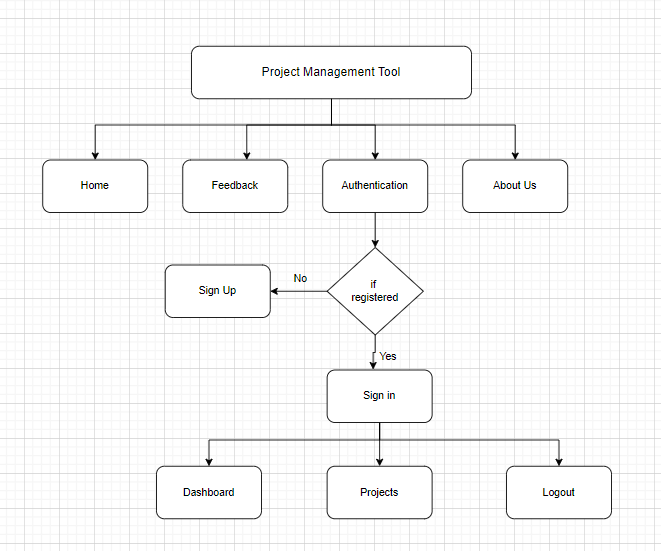 Project Management Tool
Home
Feedback
Authentication
About Us
Sign Up
No
if
registered
Yes
Sign in
Dashboard
Projects
Logout